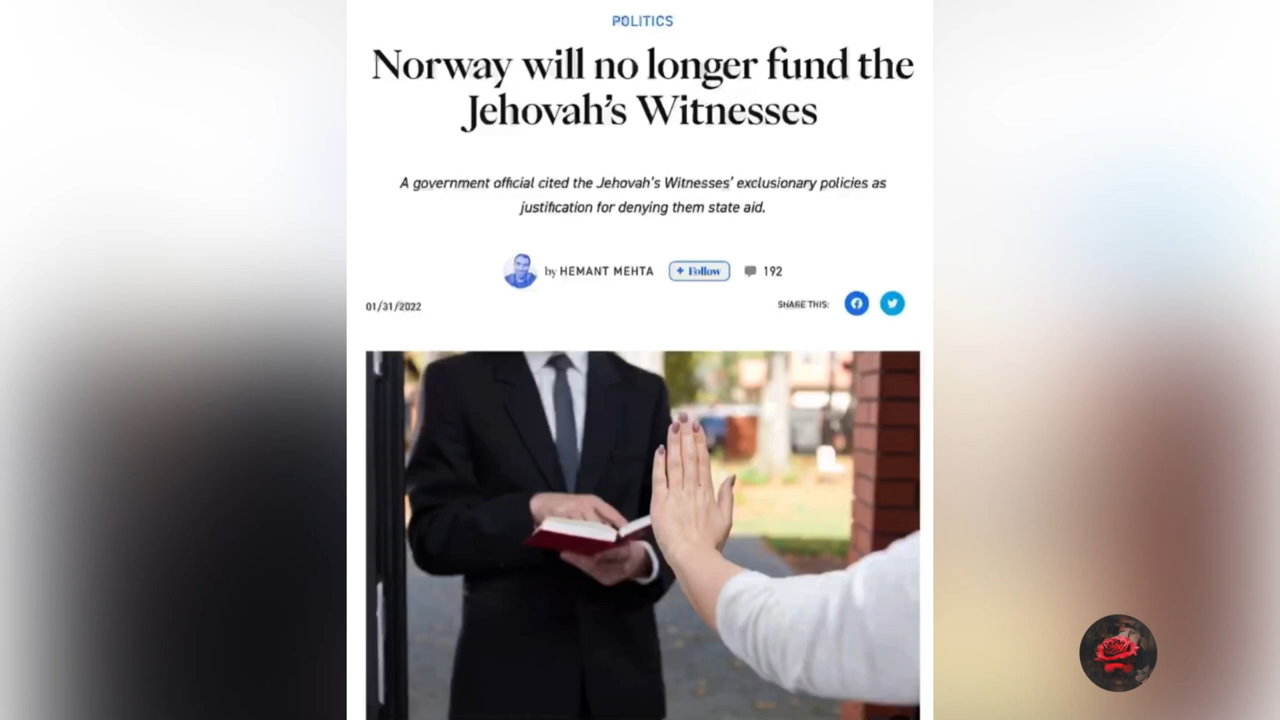 POLITICS
Norway will no longer fund the
Jehovah's Witnesses
A government official cited the Jehovah's Witnesses' exclusionary policies as
justification for denying them state aid.
by HEMANT MEHTA + Follow 192
01/31/2022 SHARE THIS: